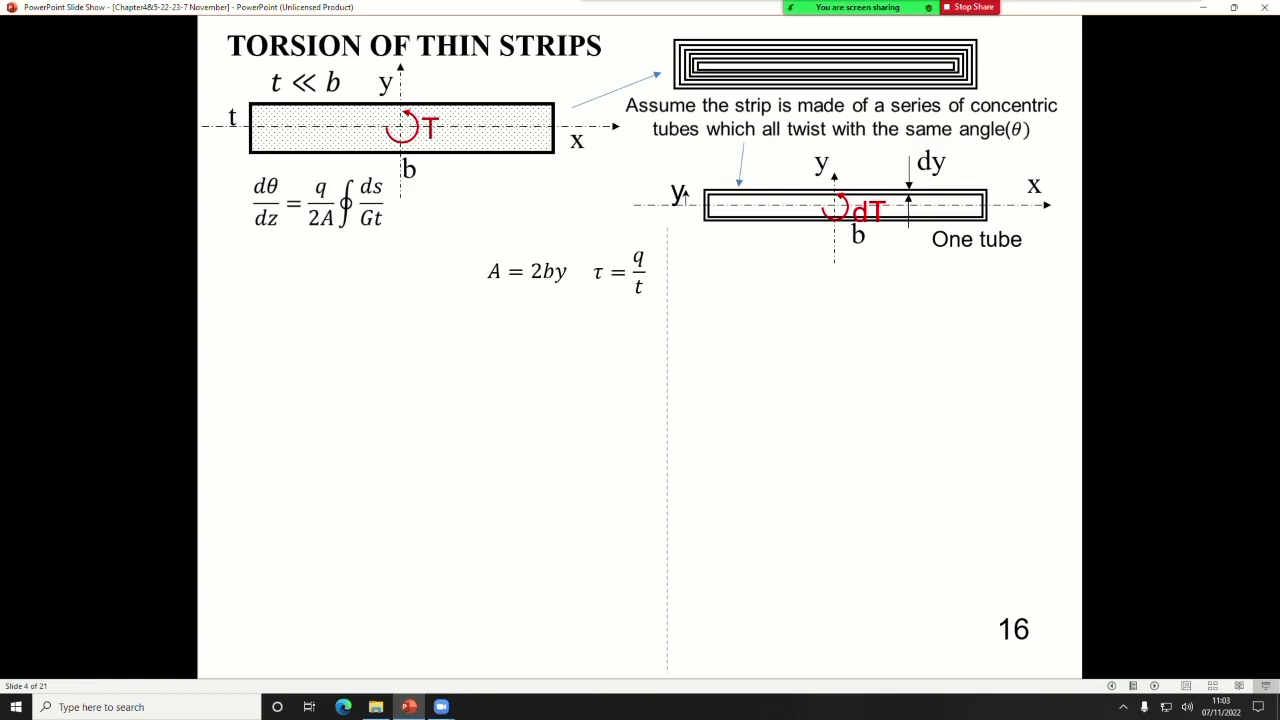 PowerPoint Slide Show - [Chapter4&5-22-23-7 November] - PowerPoint (Unlicensed Product)
You are screen sharing
Stop Share
TORSION OF THIN STRIPS
t ≪ b
y
t
T
x
b
Assume the strip is made of a series of concentric
tubes which all twist with the same angle(θ)
y
dy
x
y
dT
b
One tube
dθ/dz = q/2A ∮ ds/Gt
A = 2by τ = q/t
16
Slide 4 of 21
Type here to search
11:03
07/11/2022